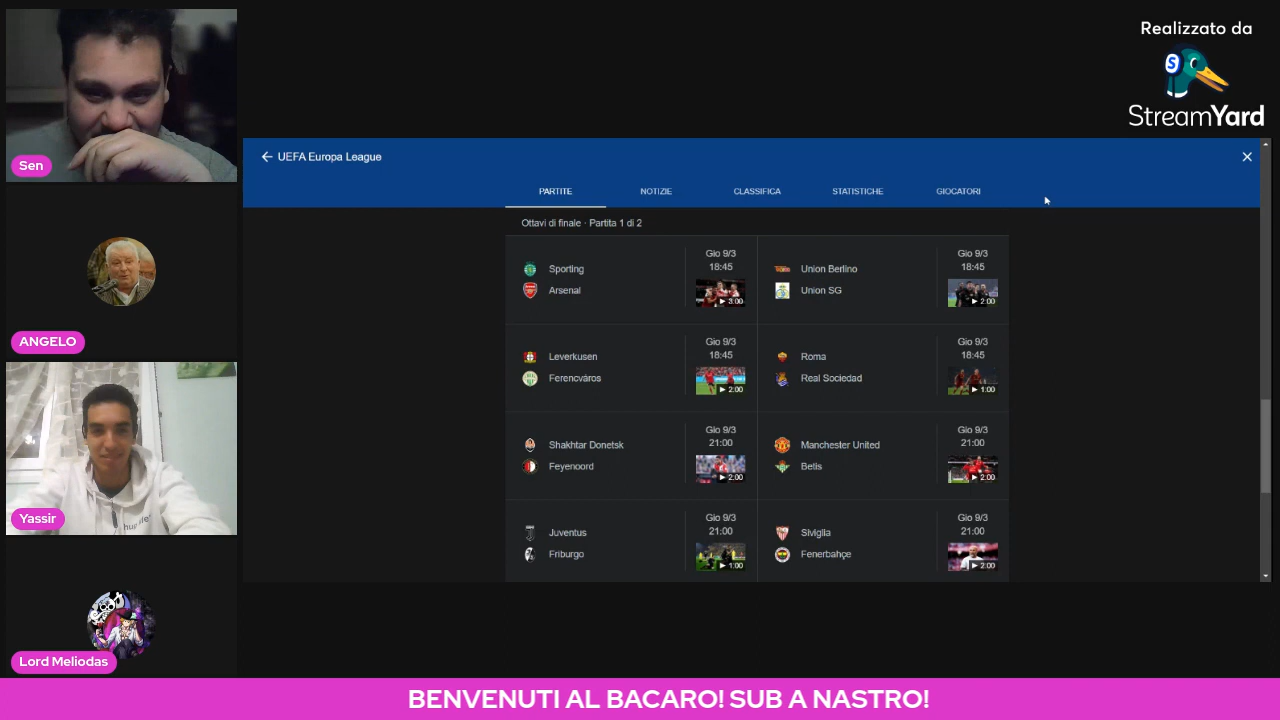 Realizzato da
S
StreamYard
Sen
ANGELO
Yassir
Lord Meliodas
UEFA Europa League
PARTITE
NOTIZIE
CLASSIFICA
STATISTICHE
GIOCATORI
Ottavi di finale · Partita 1 di 2
Sporting
Arsenal
Gio 9/3
18:45
3:00
Union Berlino
Union SG
Gio 9/3
18:45
2:00
Leverkusen
Ferencváros
Gio 9/3
18:45
2:00
Roma
Real Sociedad
Gio 9/3
18:45
1:00
Shakhtar Donetsk
Feyenoord
Gio 9/3
21:00
2:00
Manchester United
Betis
Gio 9/3
21:00
2:00
Juventus
Friburgo
Gio 9/3
21:00
1:00
Siviglia
Fenerbahçe
Gio 9/3
21:00
2:00
BENVENUTI AL BACARO! SUB A NASTRO!